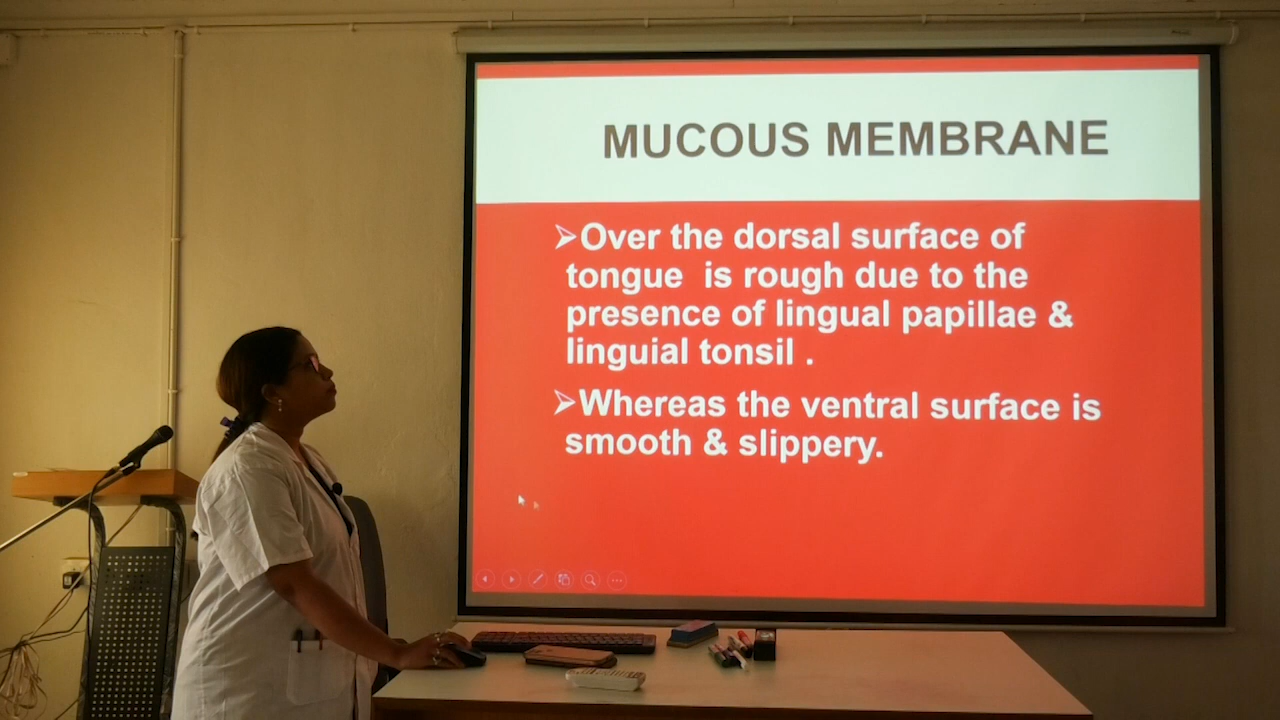 MUCOUS MEMBRANE
➢Over the dorsal surface of
tongue is rough due to the
presence of lingual papillae &
linguial tonsil .
➢Whereas the ventral surface is
smooth & slippery.